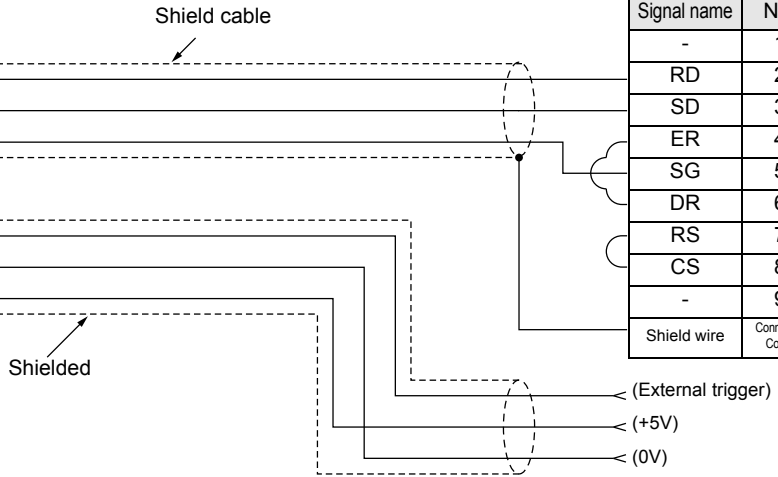 Shield cable
Signal name
-
RD
SD
ER
SG
DR
RS
CS
-
Shield wire
Shielded
(External trigger)
(+5V)
(0V)